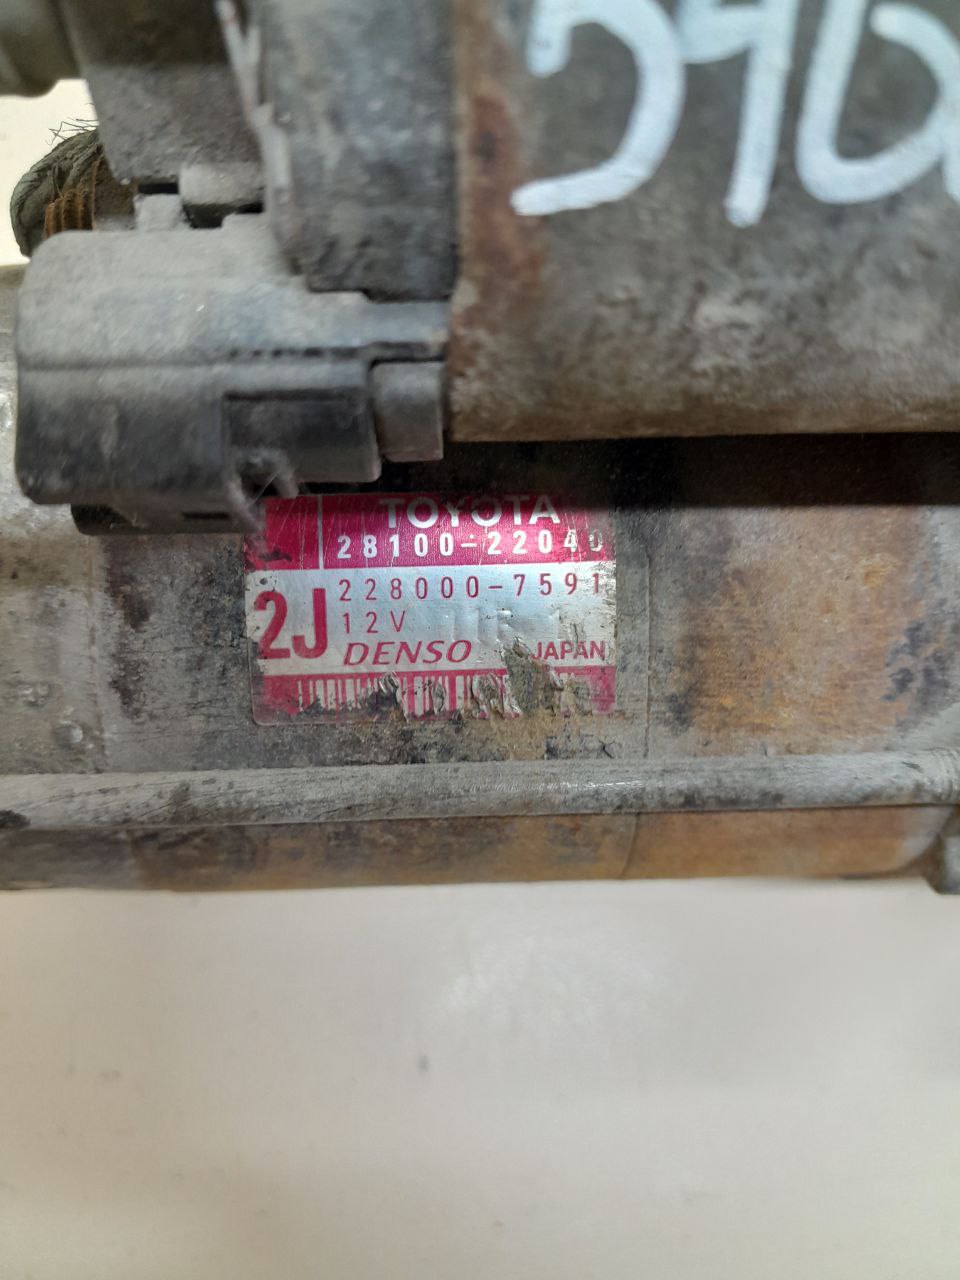 TOYOTA
28100-22040
2J
228000-7591
12V
DENSO
JAPAN